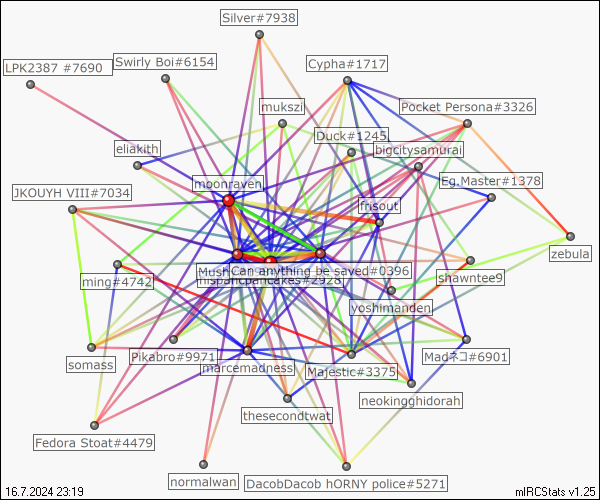 Silver#7938
LPK2387 #7690
Swirly Boi#6154
Cypha#1717
mukszi
Pocket Persona#3326
Duck#1245
eliakith
bigcitysamurai
moonraven
Eg.Master#1378
JKOUYH VIII#7034
frisout
zebula
Mush
Can anything be saved#0396
mispancpancakes#2928
ming#4742
shawntee9
yoshimanden
somass
Pikabro#9971
marcemadness
Majestic#3375
Madネコ#6901
neokingghidorah
thesecondtwat
Fedora Stoat#4479
normalwan
DacobDacob hORNY police#5271
16.7.2024 23:19
mIRCStats v1.25